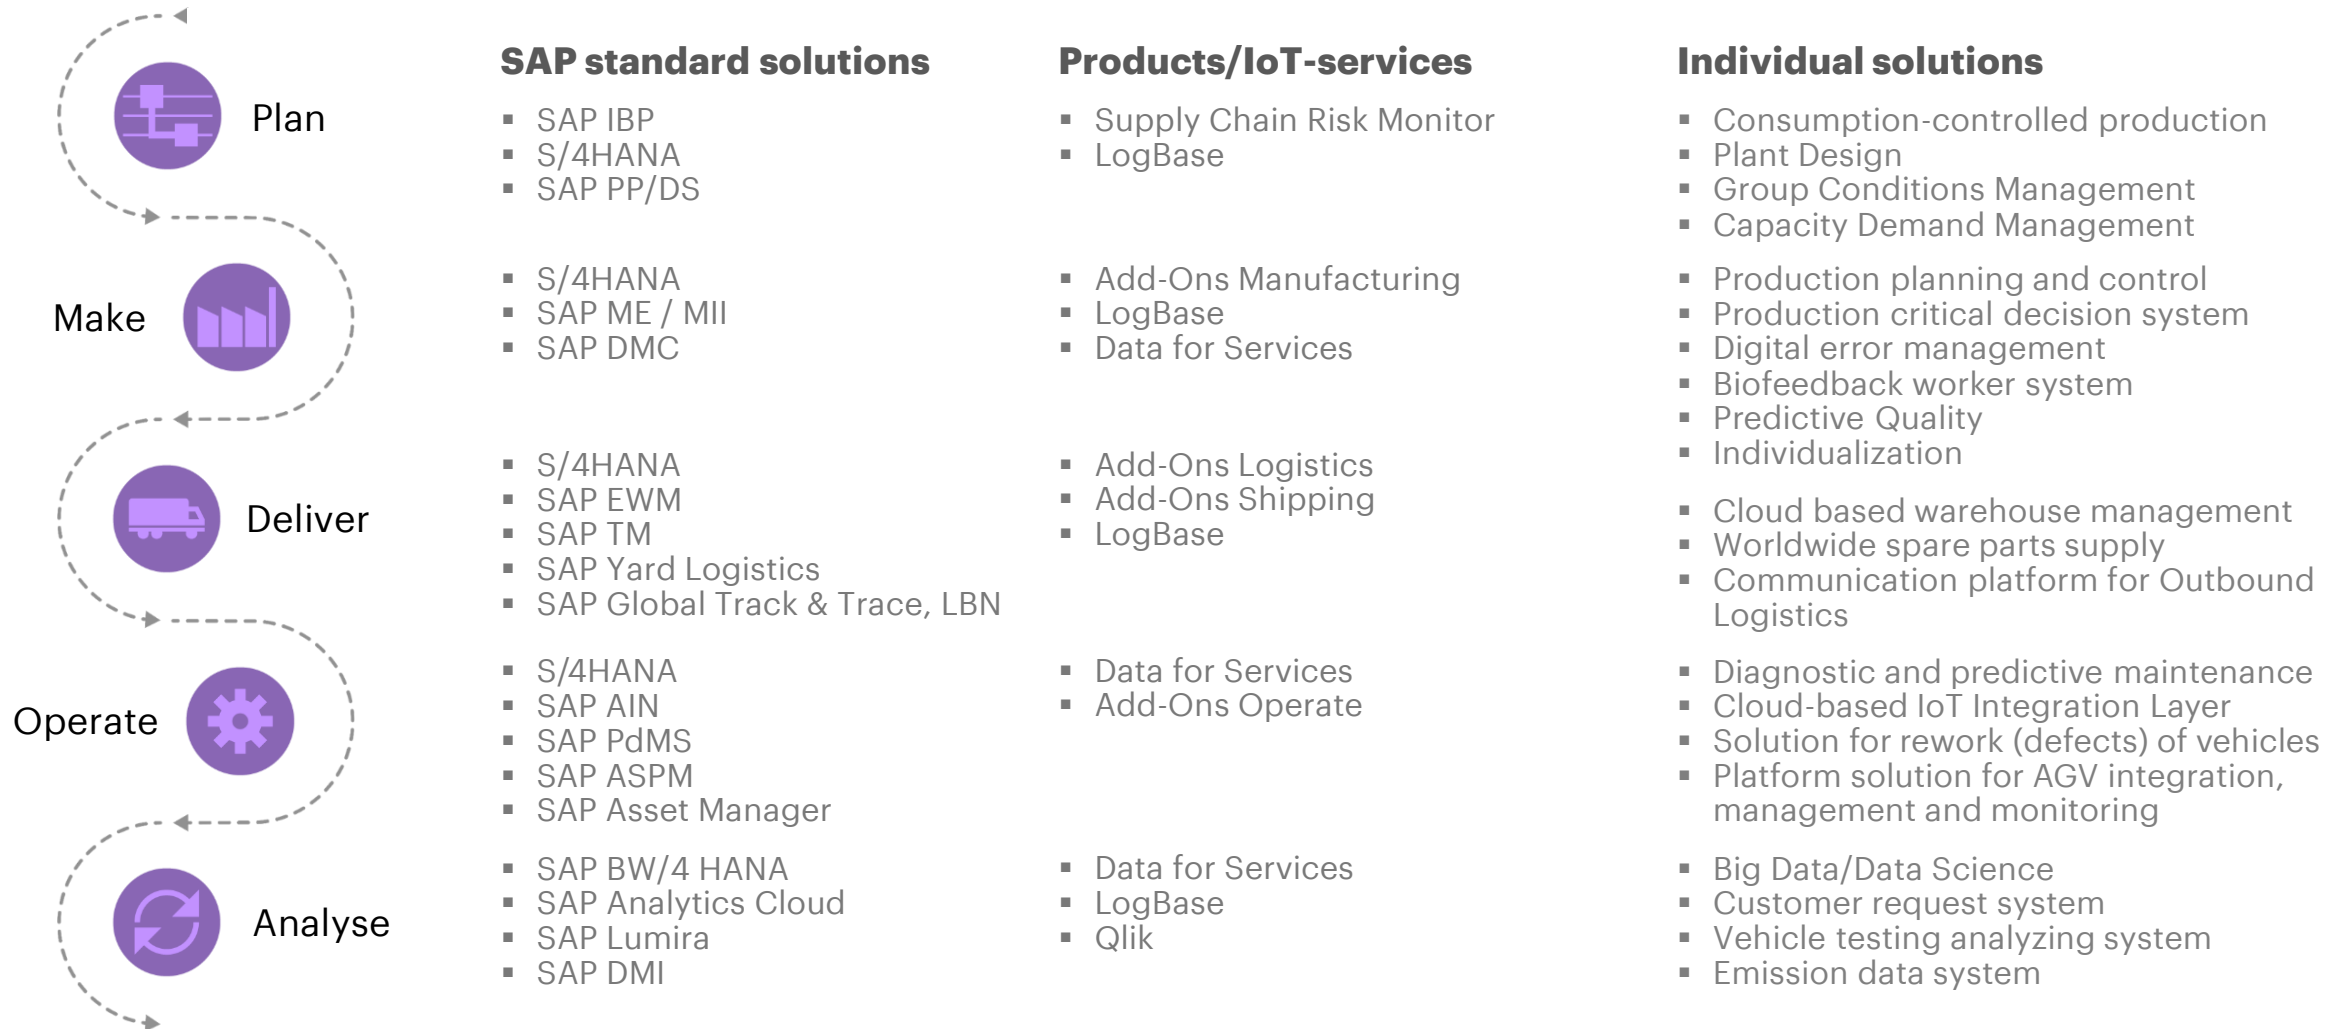 SAP standard solutions
Products/IoT-services
Individual solutions
Plan
▪ SAP IBP
▪ S/4HANA
▪ SAP PP/DS
▪ Supply Chain Risk Monitor
▪ LogBase
▪ Consumption-controlled production
▪ Plant Design
▪ Group Conditions Management
▪ Capacity Demand Management
Make
▪ S/4HANA
▪ SAP ME / MII
▪ SAP DMC
▪ Add-Ons Manufacturing
▪ LogBase
▪ Data for Services
▪ Production planning and control
▪ Production critical decision system
▪ Digital error management
▪ Biofeedback worker system
▪ Predictive Quality
▪ Individualization
Deliver
▪ S/4HANA
▪ SAP EWM
▪ SAP TM
▪ SAP Yard Logistics
▪ SAP Global Track & Trace, LBN
▪ Add-Ons Logistics
▪ Add-Ons Shipping
▪ LogBase
▪ Cloud based warehouse management
▪ Worldwide spare parts supply
▪ Communication platform for Outbound
Logistics
Operate
▪ S/4HANA
▪ SAP AIN
▪ SAP PdMS
▪ SAP ASPM
▪ SAP Asset Manager
▪ Data for Services
▪ Add-Ons Operate
▪ Diagnostic and predictive maintenance
▪ Cloud-based IoT Integration Layer
▪ Solution for rework (defects) of vehicles
▪ Platform solution for AGV integration,
management and monitoring
Analyse
▪ SAP BW/4 HANA
▪ SAP Analytics Cloud
▪ SAP Lumira
▪ SAP DMI
▪ Data for Services
▪ LogBase
▪ Qlik
▪ Big Data/Data Science
▪ Customer request system
▪ Vehicle testing analyzing system
▪ Emission data system